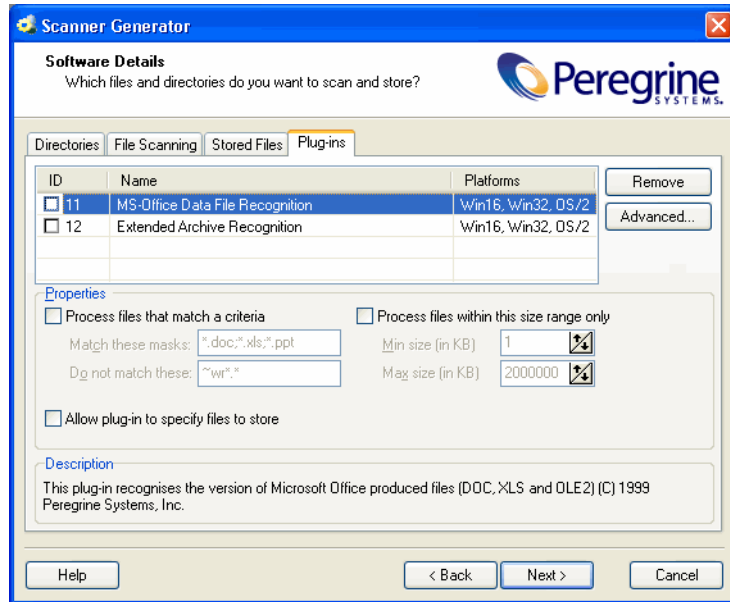 Scanner Generator
Software Details
Which files and directories do you want to scan and store?
Peregrine
SYSTEMS.
Directories File Scanning Stored Files Plug-ins
ID Name Platforms
11 MS-Office Data File Recognition Win16, Win32, OS/2
12 Extended Archive Recognition Win16, Win32, OS/2
Remove
Advanced...
Properties
Process files that match a criteria
Match these masks: *.doc;*.xls;*.ppt
Do not match these: ~wr*.*
Process files within this size range only
Min size (in KB) 1
Max size (in KB) 2000000
Allow plug-in to specify files to store
Description
This plug-in recognises the version of Microsoft Office produced files (DOC, XLS and OLE2) (C) 1999
Peregrine Systems, Inc.
Help < Back Next > Cancel